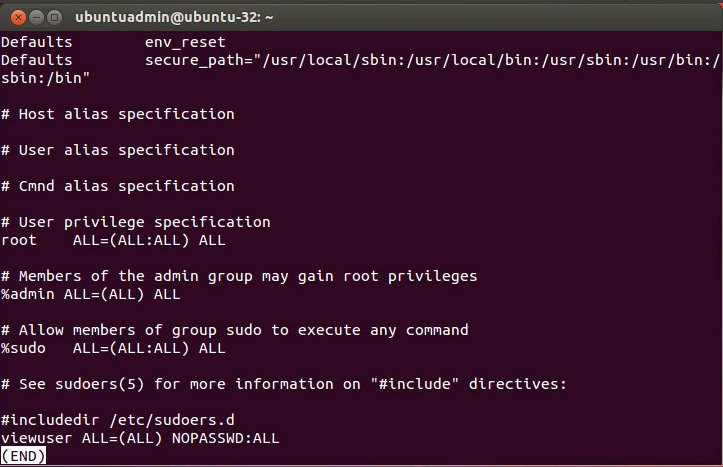 ubuntuadmin@ubuntu-32: ~
Defaults        env_reset
Defaults        secure_path="/usr/local/sbin:/usr/local/bin:/usr/sbin:/usr/bin:/
sbin:/bin"
# Host alias specification
# User alias specification
# Cmnd alias specification
# User privilege specification
root    ALL=(ALL:ALL) ALL
# Members of the admin group may gain root privileges
%admin ALL=(ALL) ALL
# Allow members of group sudo to execute any command
%sudo   ALL=(ALL:ALL) ALL
# See sudoers(5) for more information on "#include" directives:
#includedir /etc/sudoers.d
viewuser ALL=(ALL) NOPASSWD:ALL
(END)